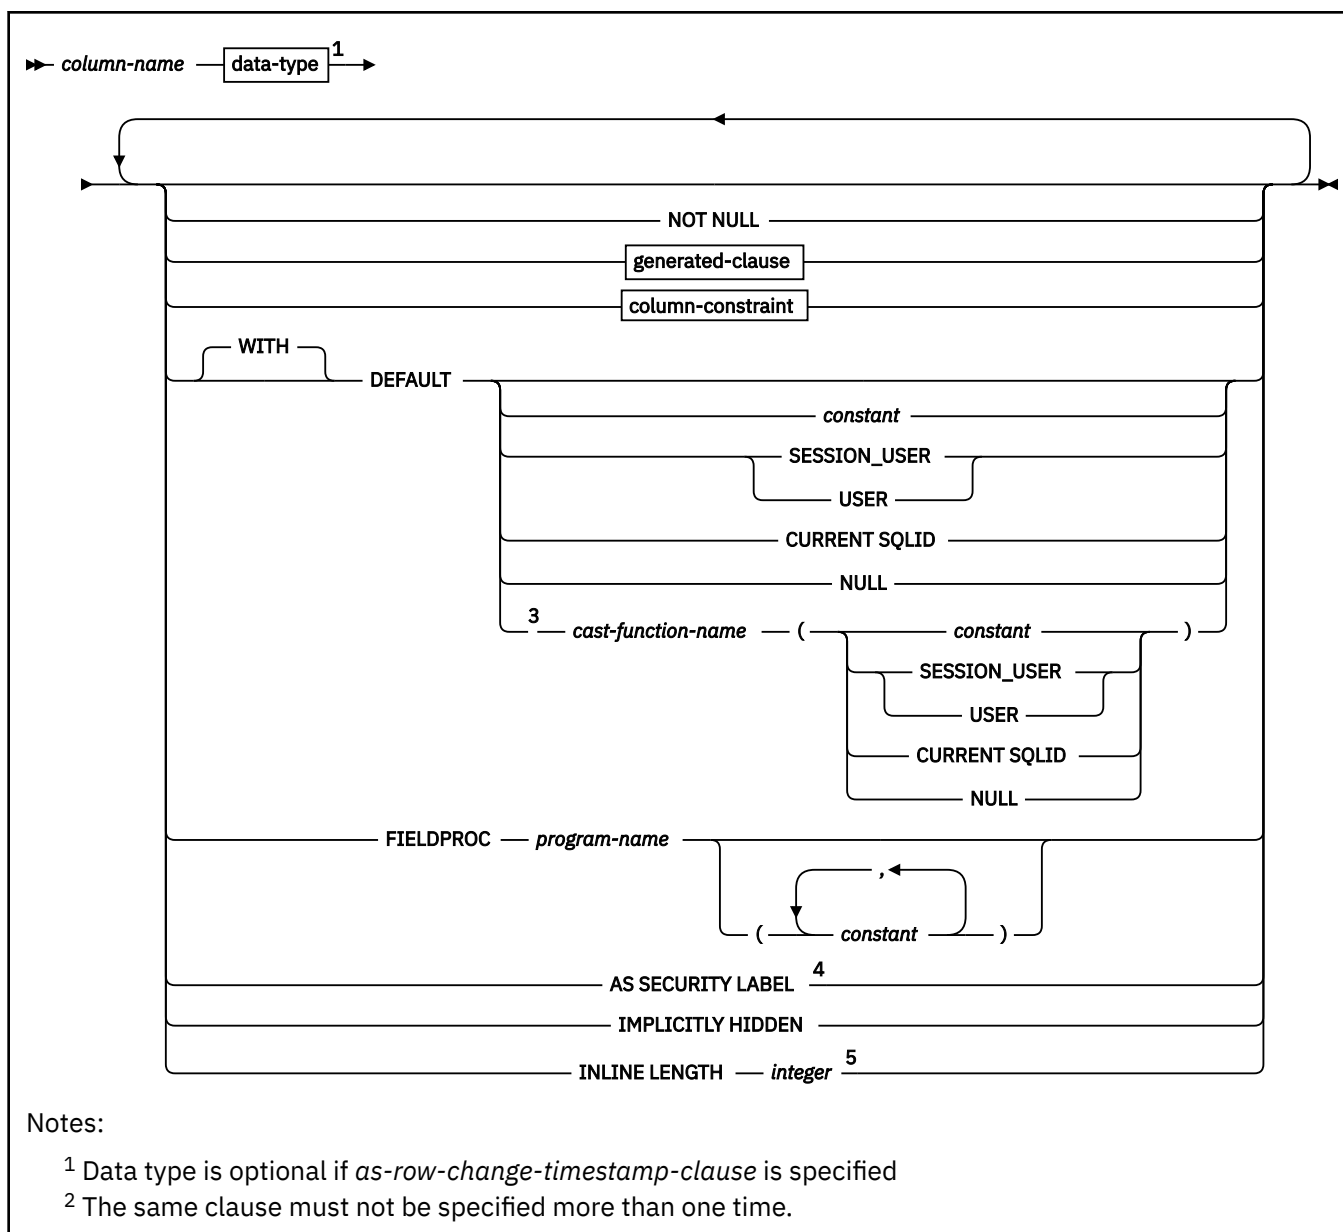 column-name data-type 1
NOT NULL
generated-clause
column-constraint
WITH
DEFAULT
constant
SESSION_USER
USER
CURRENT SQLID
NULL
3 cast-function-name ( constant )
SESSION_USER
USER
CURRENT SQLID
NULL
FIELDPROC program-name
,
( constant )
AS SECURITY LABEL 4
IMPLICITLY HIDDEN
INLINE LENGTH integer 5
Notes:
1 Data type is optional if as-row-change-timestamp-clause is specified
2 The same clause must not be specified more than one time.